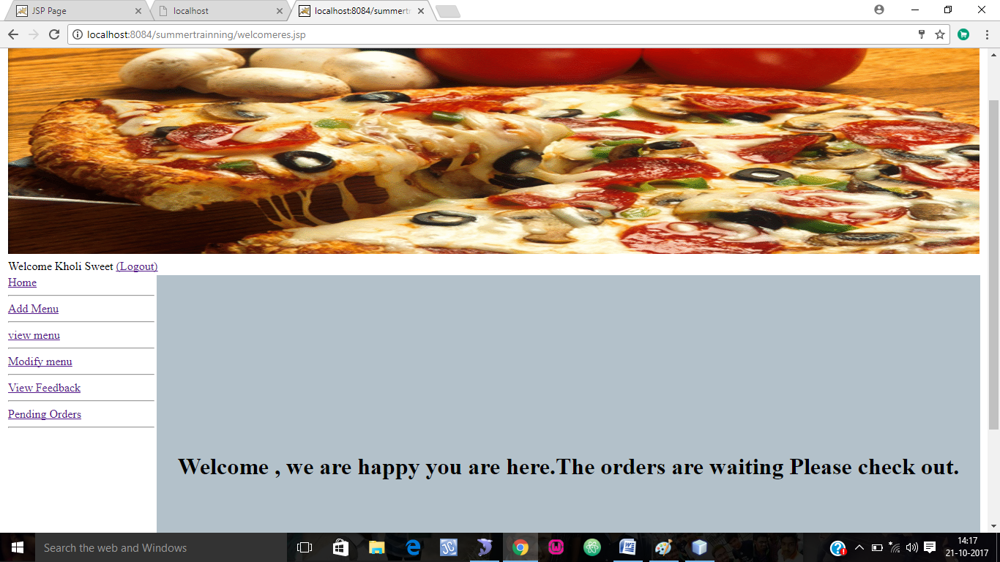 JSP Page
localhost
localhost:8084/summertr
localhost:8084/summertrainning/welcomeres.jsp
Welcome Kholi Sweet (Logout)
Home
Add Menu
view menu
Modify menu
View Feedback
Pending Orders
Welcome , we are happy you are here.The orders are waiting Please check out.
Search the web and Windows
14:17
21-10-2017